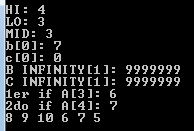 HI: 4
LO: 3
MID: 3
b[0]: 7
c[0]: 0
B INFINITY[1]: 9999999
C INFINITY[1]: 9999999
1er if A[3]: 6
2do if A[4]: 7
8 9 10 6 7 5